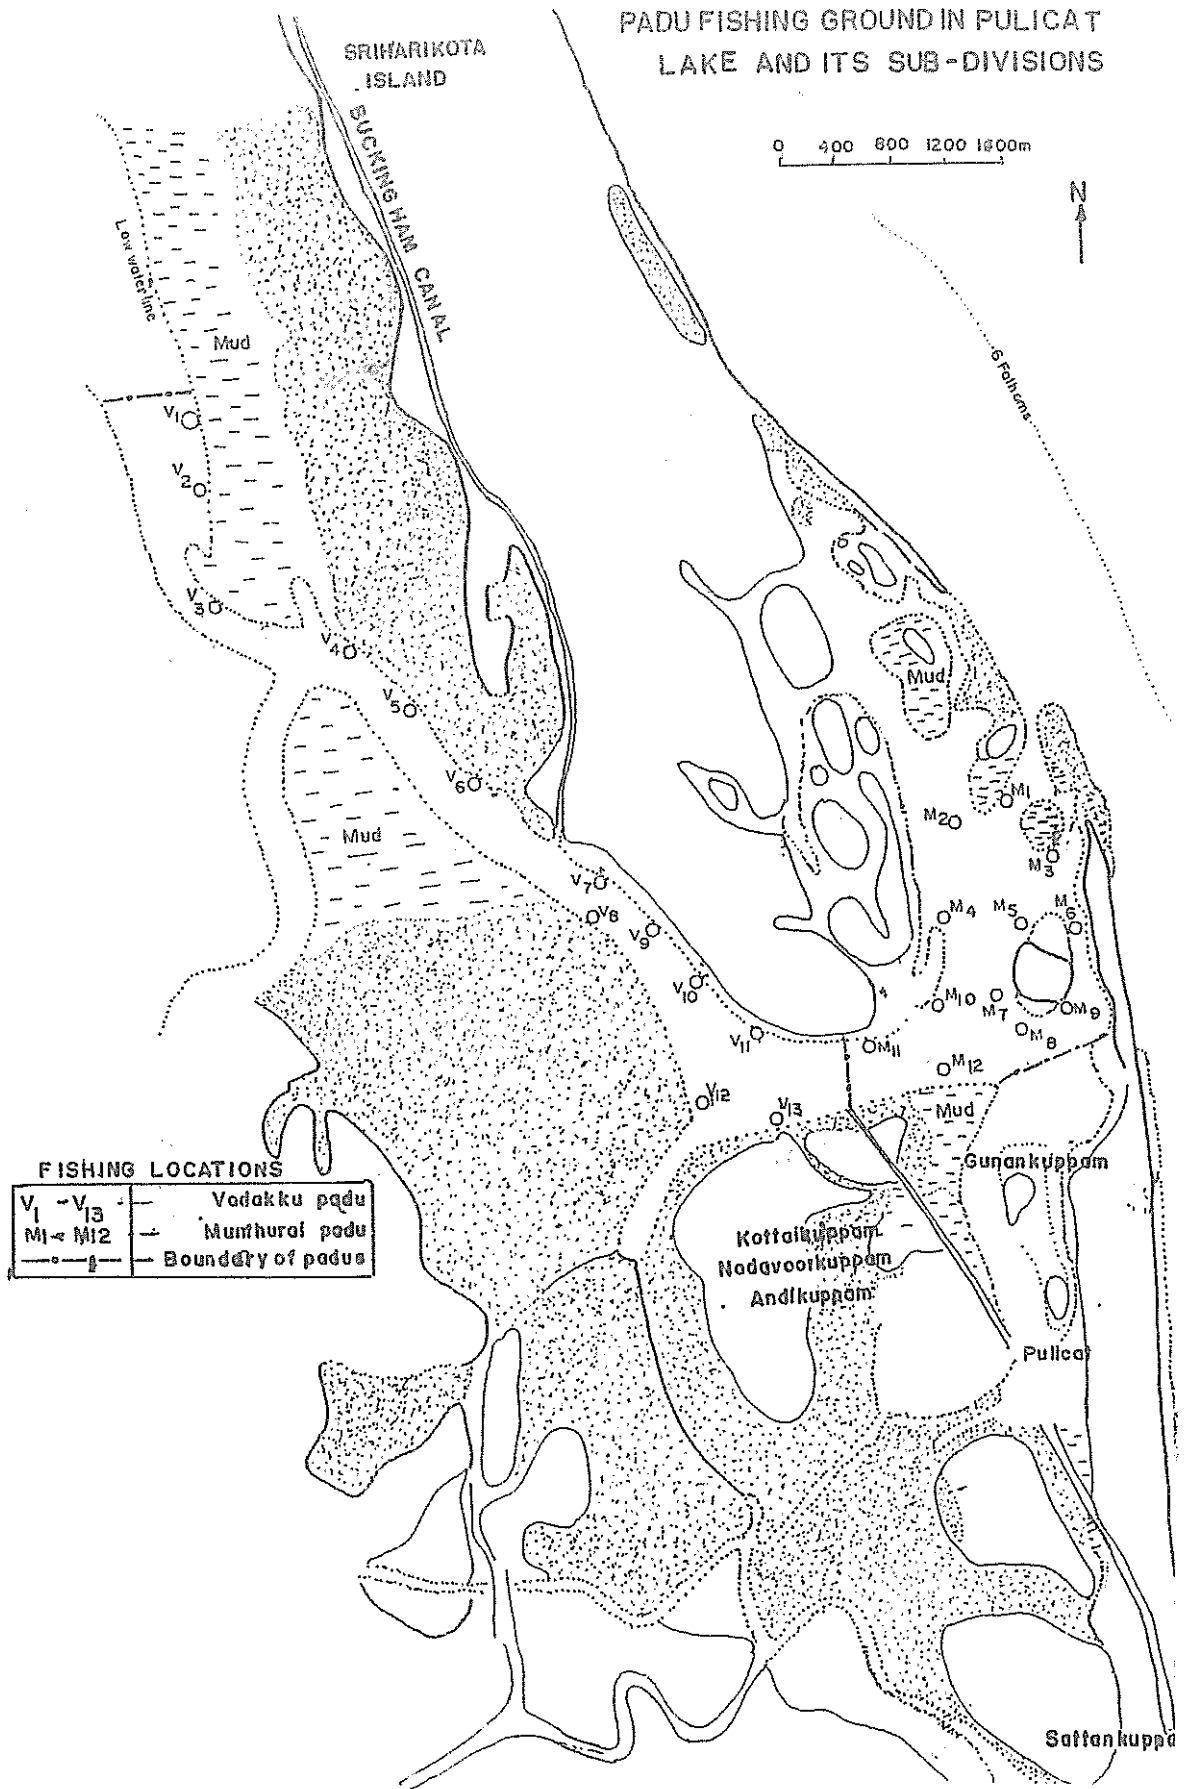 PADU FISHING GROUND IN PULICAT
LAKE AND ITS SUB-DIVISIONS
SRIHARIKOTA
ISLAND
0 400 800 1200 1600m
N
BUCKINGHAM CANAL
Low water line
6 Fathoms
Mud
V1
V2
V3
V4
V5
V6
Mud
Mud
M1
M2
M3
V7
V8
V9
V10
V11
V12
V13
M4
M5
M6
M7
M8
M9
M10
M11
M12
Mud
Gunankuppam
FISHING LOCATIONS
V1 - V13 — Vadakku padu
M1 - M12 — Munthurai padu
Boundary of padus
Kottaikuppam
Nadavoorkuppam
Andikuppam
Pulicat
Sattankuppa